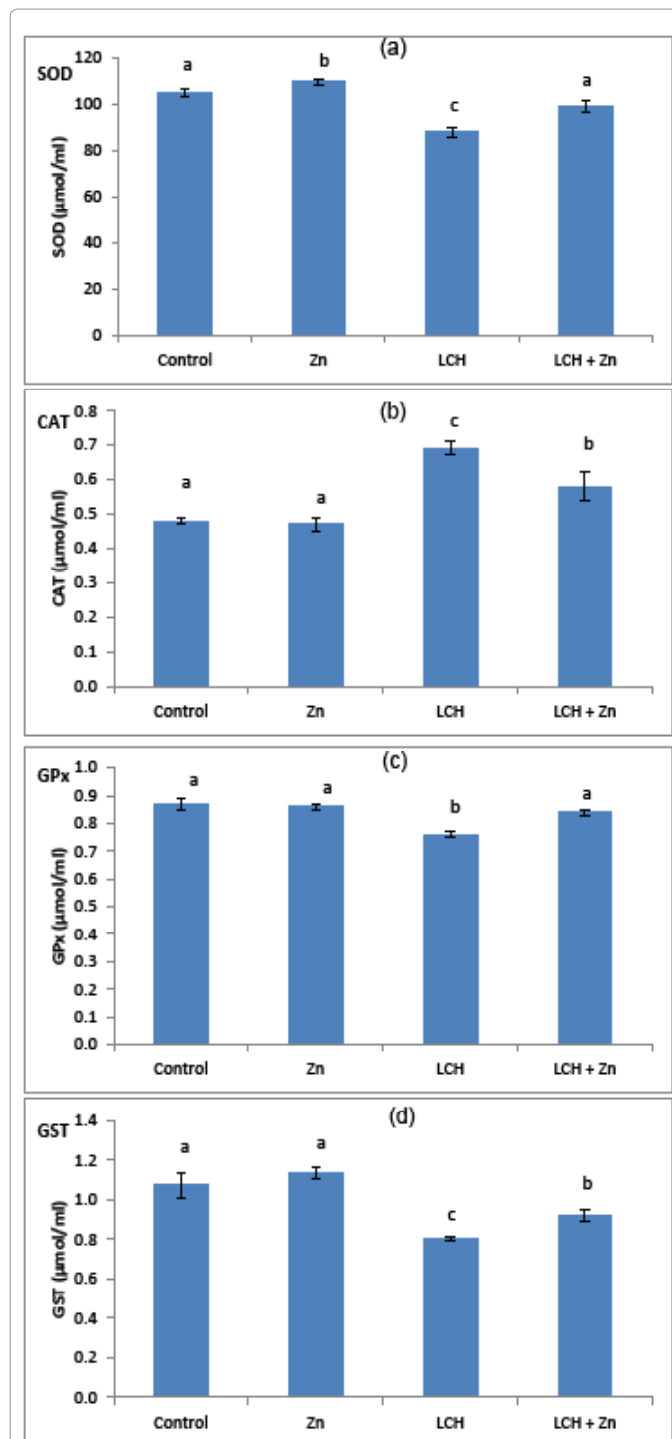 (a)
SOD
SOD (µmol/ml)
120
100
80
60
40
20
0
a
b
c
a
Control
Zn
LCH
LCH + Zn
(b)
CAT
CAT (µmol/ml)
0.8
0.7
0.6
0.5
0.4
0.3
0.2
0.1
0.0
a
a
c
b
Control
Zn
LCH
LCH + Zn
(c)
GPx
GPx (µmol/ml)
1.0
0.9
0.8
0.7
0.6
0.5
0.4
0.3
0.2
0.1
0.0
a
a
b
a
Control
Zn
LCH
LCH + Zn
(d)
GST
GST (µmol/ml)
1.4
1.2
1.0
0.8
0.6
0.4
0.2
0.0
a
a
c
b
Control
Zn
LCH
LCH + Zn